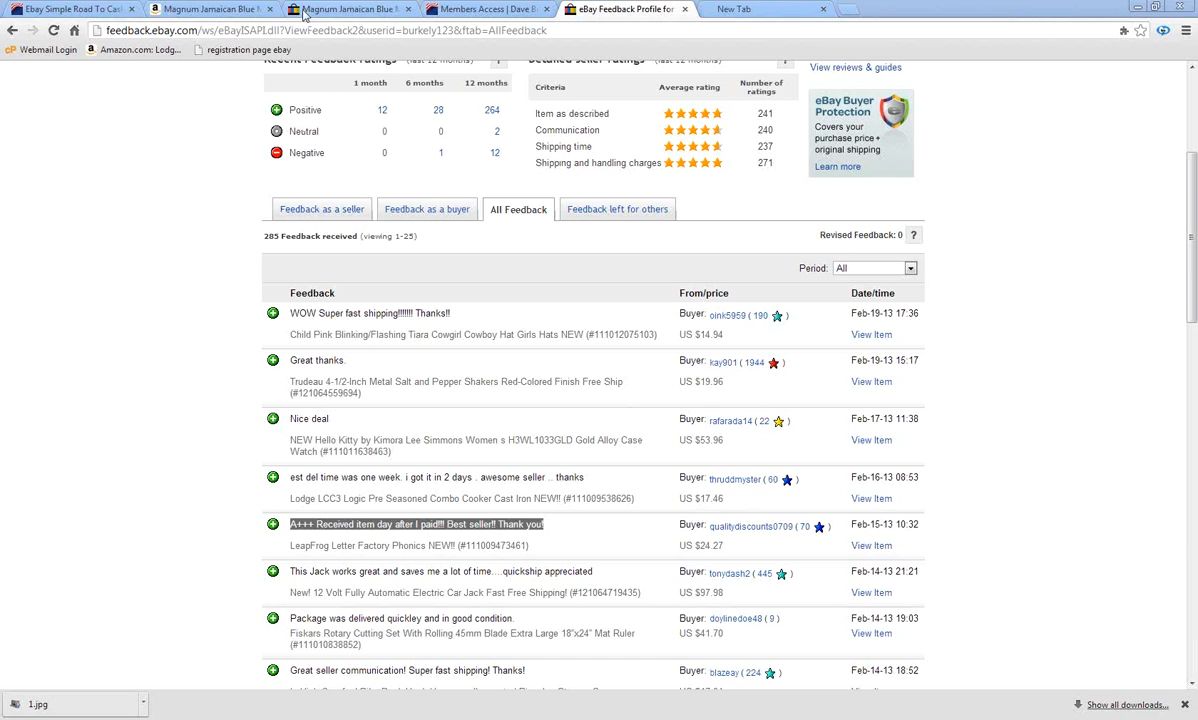 Ebay Simple Road To Cas Magnum Jamaican Blue M Magnum Jamaican Blue M Members Access | Dave B eBay Feedback Profile for New Tab
feedback.ebay.com/ws/eBayISAPI.dll?ViewFeedback2&userid=burkely123&ftab=AllFeedback
Webmail Login Amazon.com: Lodg... registration page ebay
Recent Feedback Ratings (last 12 months) ? Detailed seller ratings (last 12 months) ?
View reviews & guides
1 month 6 months 12 months
Criteria Average rating Number of ratings
Positive 12 28 264
Neutral 0 0 2
Negative 0 1 12
Item as described 241
Communication 240
Shipping time 237
Shipping and handling charges 271
eBay Buyer
Protection
Covers your
purchase price +
original shipping
Learn more
Feedback as a seller Feedback as a buyer All Feedback Feedback left for others
285 Feedback received (viewing 1-25) Revised Feedback: 0 ?
Period: All
Feedback From/price Date/time
WOW Super fast shipping!!!!!!! Thanks!! Buyer: oink5959 ( 190 ) Feb-19-13 17:36
Child Pink Blinking/Flashing Tiara Cowgirl Cowboy Hat Girls Hats NEW (#111012075103) US $14.94 View Item
Great thanks. Buyer: kay901 ( 1944 ) Feb-19-13 15:17
Trudeau 4-1/2-Inch Metal Salt and Pepper Shakers Red-Colored Finish Free Ship US $19.96 View Item
(#121064559694)
Nice deal Buyer: rafarada14 ( 22 ) Feb-17-13 11:38
NEW Hello Kitty by Kimora Lee Simmons Women s H3WL1033GLD Gold Alloy Case US $53.96 View Item
Watch (#111011638463)
est del time was one week. i got it in 2 days . awesome seller .. thanks Buyer: thruddmyster ( 60 ) Feb-16-13 08:53
Lodge LCC3 Logic Pre Seasoned Combo Cooker Cast Iron NEW!! (#111009538626) US $17.46 View Item
A+++ Received item day after I paid!!! Best seller!! Thank you! Buyer: qualitydiscounts0709 ( 70 ) Feb-15-13 10:32
LeapFrog Letter Factory Phonics NEW!! (#111009473461) US $24.27 View Item
This Jack works great and saves me a lot of time....quickship appreciated Buyer: tonydash2 ( 445 ) Feb-14-13 21:21
New! 12 Volt Fully Automatic Electric Car Jack Fast Free Shipping! (#121064719435) US $97.98 View Item
Package was delivered quickley and in good condition. Buyer: doylinedoe48 ( 9 ) Feb-14-13 19:03
Fiskars Rotary Cutting Set With Rolling 45mm Blade Extra Large 18"x24" Mat Ruler US $41.70 View Item
(#111010838852)
Great seller communication! Super fast shipping! Thanks! Buyer: blazeay ( 224 ) Feb-14-13 18:52
1.jpg Show all downloads...